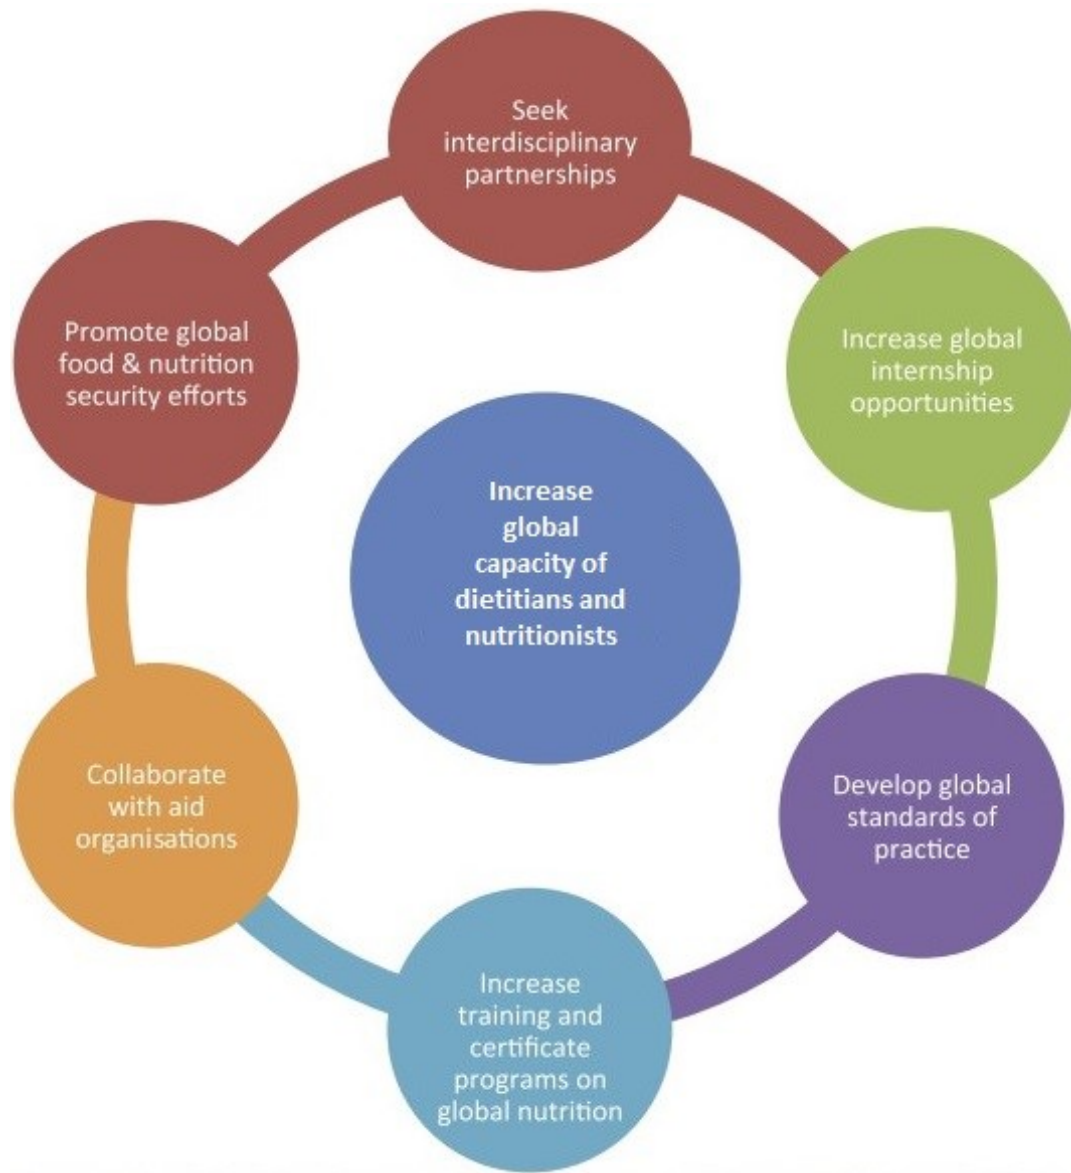 Seek
interdisciplinary
partnerships
Increase global
internship
opportunities
Develop global
standards of
practice
Increase
training and
certificate
programs on
global nutrition
Collaborate
with aid
organisations
Promote global
food & nutrition
security efforts
Increase
global
capacity of
dietitians and
nutritionists